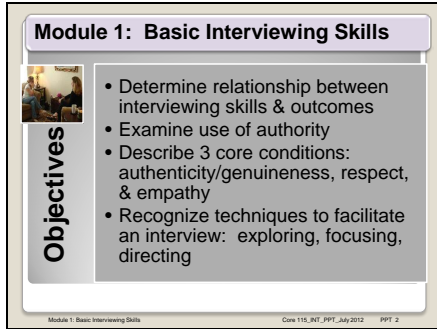 Module 1:  Basic Interviewing Skills
Objectives
• Determine relationship between
interviewing skills & outcomes
• Examine use of authority
• Describe 3 core conditions:
authenticity/genuineness, respect,
& empathy
• Recognize techniques to facilitate
an interview:  exploring, focusing,
directing
Module 1: Basic Interviewing Skills
Core 115_INT_PPT_July 2012
PPT 2